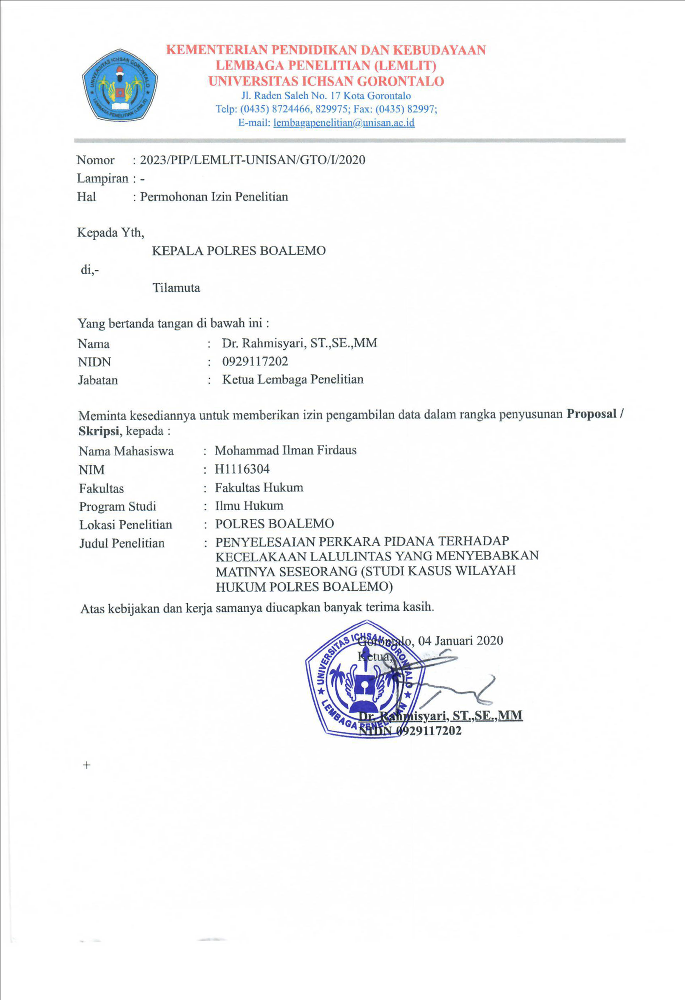 KEMENTERIAN PENDIDIKAN DAN KEBUDAYAAN
LEMBAGA PENELITIAN (LEMLIT)
UNIVERSITAS ICHSAN GORONTALO
Jl. Raden Saleh No. 17 Kota Gorontalo
Telp: (0435) 8724466, 829975; Fax: (0435) 82997;
E-mail: lembagapenelitian@unisan.ac.id
UNIVERSITAS ICHSAN GORONTALO
LEMBAGA PENELITIAN (LEMLIT)
Nomor : 2023/PIP/LEMLIT-UNISAN/GTO/I/2020
Lampiran : -
Hal : Permohonan Izin Penelitian
Kepada Yth,
KEPALA POLRES BOALEMO
di,-
Tilamuta
Yang bertanda tangan di bawah ini :
Nama : Dr. Rahmisyari, ST.,SE.,MM
NIDN : 0929117202
Jabatan : Ketua Lembaga Penelitian
Meminta kesediannya untuk memberikan izin pengambilan data dalam rangka penyusunan Proposal /
Skripsi, kepada :
Nama Mahasiswa : Mohammad Ilman Firdaus
NIM : H1116304
Fakultas : Fakultas Hukum
Program Studi : Ilmu Hukum
Lokasi Penelitian : POLRES BOALEMO
Judul Penelitian : PENYELESAIAN PERKARA PIDANA TERHADAP
KECELAKAAN LALULINTAS YANG MENYEBABKAN
MATINYA SESEORANG (STUDI KASUS WILAYAH
HUKUM POLRES BOALEMO)
Atas kebijakan dan kerja samanya diucapkan banyak terima kasih.
Gorontalo, 04 Januari 2020
Ketua,
UNIVERSITAS ICHSAN GORONTALO
LEMBAGA PENELITIAN
Dr. Rahmisyari, ST.,SE.,MM
NIDN 0929117202
+